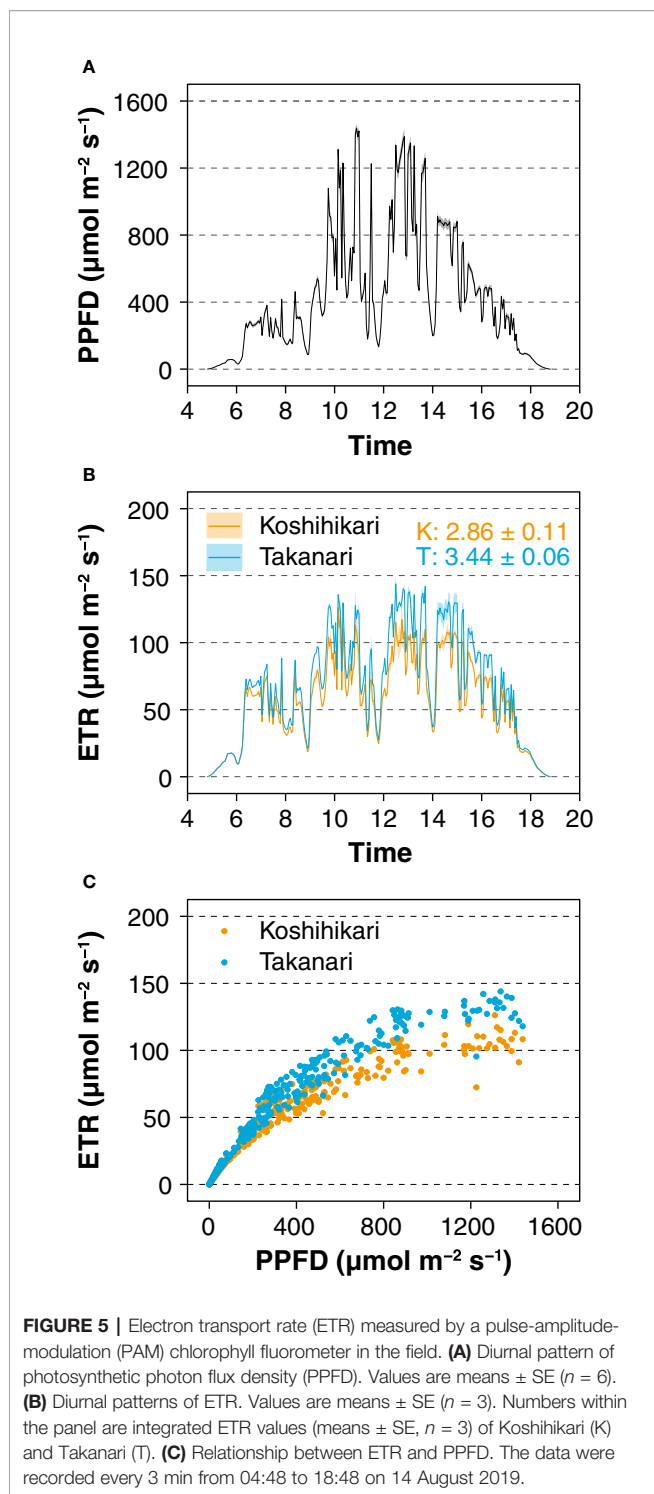 A
PPFD (µmol m⁻² s⁻¹)
1600
1200
800
400
0
4 6 8 10 12 14 16 18 20
Time
B
ETR (µmol m⁻² s⁻¹)
200
150
100
50
0
Koshihikari
Takanari
K: 2.86 ± 0.11
T: 3.44 ± 0.06
4 6 8 10 12 14 16 18 20
Time
C
ETR (µmol m⁻² s⁻¹)
200
150
100
50
0
Koshihikari
Takanari
0 400 800 1200 1600
PPFD (µmol m⁻² s⁻¹)
FIGURE 5 | Electron transport rate (ETR) measured by a pulse-amplitude-
modulation (PAM) chlorophyll fluorometer in the field. (A) Diurnal pattern of
photosynthetic photon flux density (PPFD). Values are means ± SE (n = 6).
(B) Diurnal patterns of ETR. Values are means ± SE (n = 3). Numbers within
the panel are integrated ETR values (means ± SE, n = 3) of Koshihikari (K)
and Takanari (T). (C) Relationship between ETR and PPFD. The data were
recorded every 3 min from 04:48 to 18:48 on 14 August 2019.